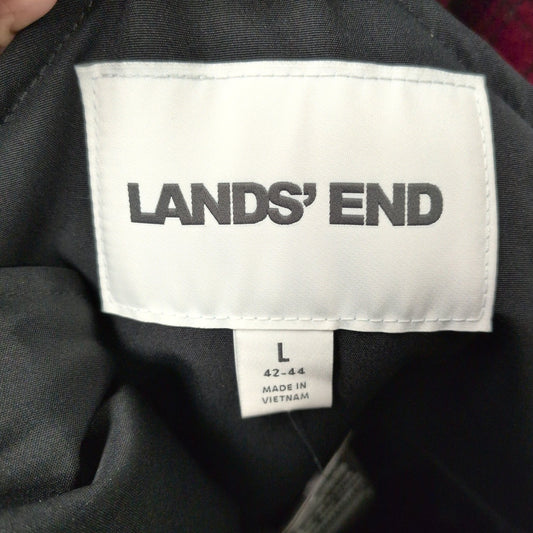 LANDS' END
L
42-44
MADE IN
VIETNAM